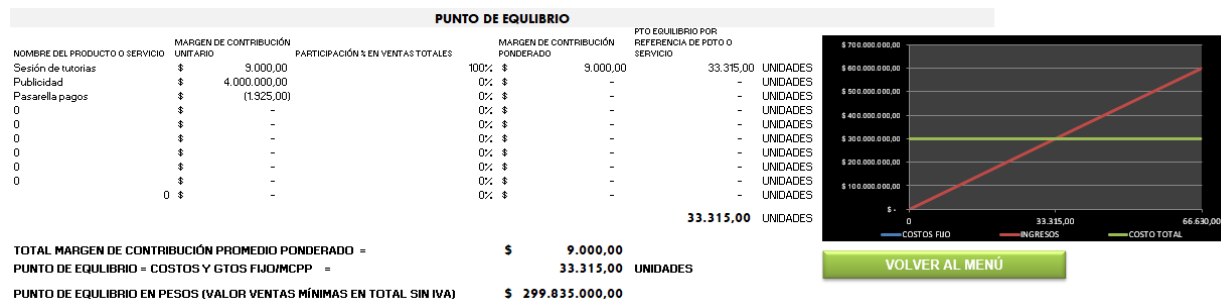 PUNTO DE EQULIBRIO
NOMBRE DEL PRODUCTO O SERVICIO MARGEN DE CONTRIBUCIÓN UNITARIO PARTICIPACIÓN % EN VENTAS TOTALES MARGEN DE CONTRIBUCIÓN PONDERADO PTO EQUILIBRIO POR REFERENCIA DE PDTO O SERVICIO
Sesión de tutorias $ 9.000,00 100% $ 9.000,00 33.315,00 UNIDADES
Publicidad $ 4.000.000,00 0% $ - - UNIDADES
Pasarella pagos $ (1.925,00) 0% $ - - UNIDADES
0 $ - 0% $ - - UNIDADES
0 $ - 0% $ - - UNIDADES
0 $ - 0% $ - - UNIDADES
0 $ - 0% $ - - UNIDADES
0 $ - 0% $ - - UNIDADES
0 $ - 0% $ - - UNIDADES
0 $ - 0% $ - - UNIDADES
33.315,00 UNIDADES
TOTAL MARGEN DE CONTRIBUCIÓN PROMEDIO PONDERADO = $ 9.000,00
PUNTO DE EQULIBRIO = COSTOS Y GTOS FIJO/MCPP = 33.315,00 UNIDADES
PUNTO DE EQULIBRIO EN PESOS (VALOR VENTAS MÍNIMAS EN TOTAL SIN IVA) $ 299.835.000,00
$ 700.000.000,00
$ 600.000.000,00
$ 500.000.000,00
$ 400.000.000,00
$ 300.000.000,00
$ 200.000.000,00
$ 100.000.000,00
$ -
0 33.315,00 66.630,00
COSTOS FIJO INGRESOS COSTO TOTAL
VOLVER AL MENÚ